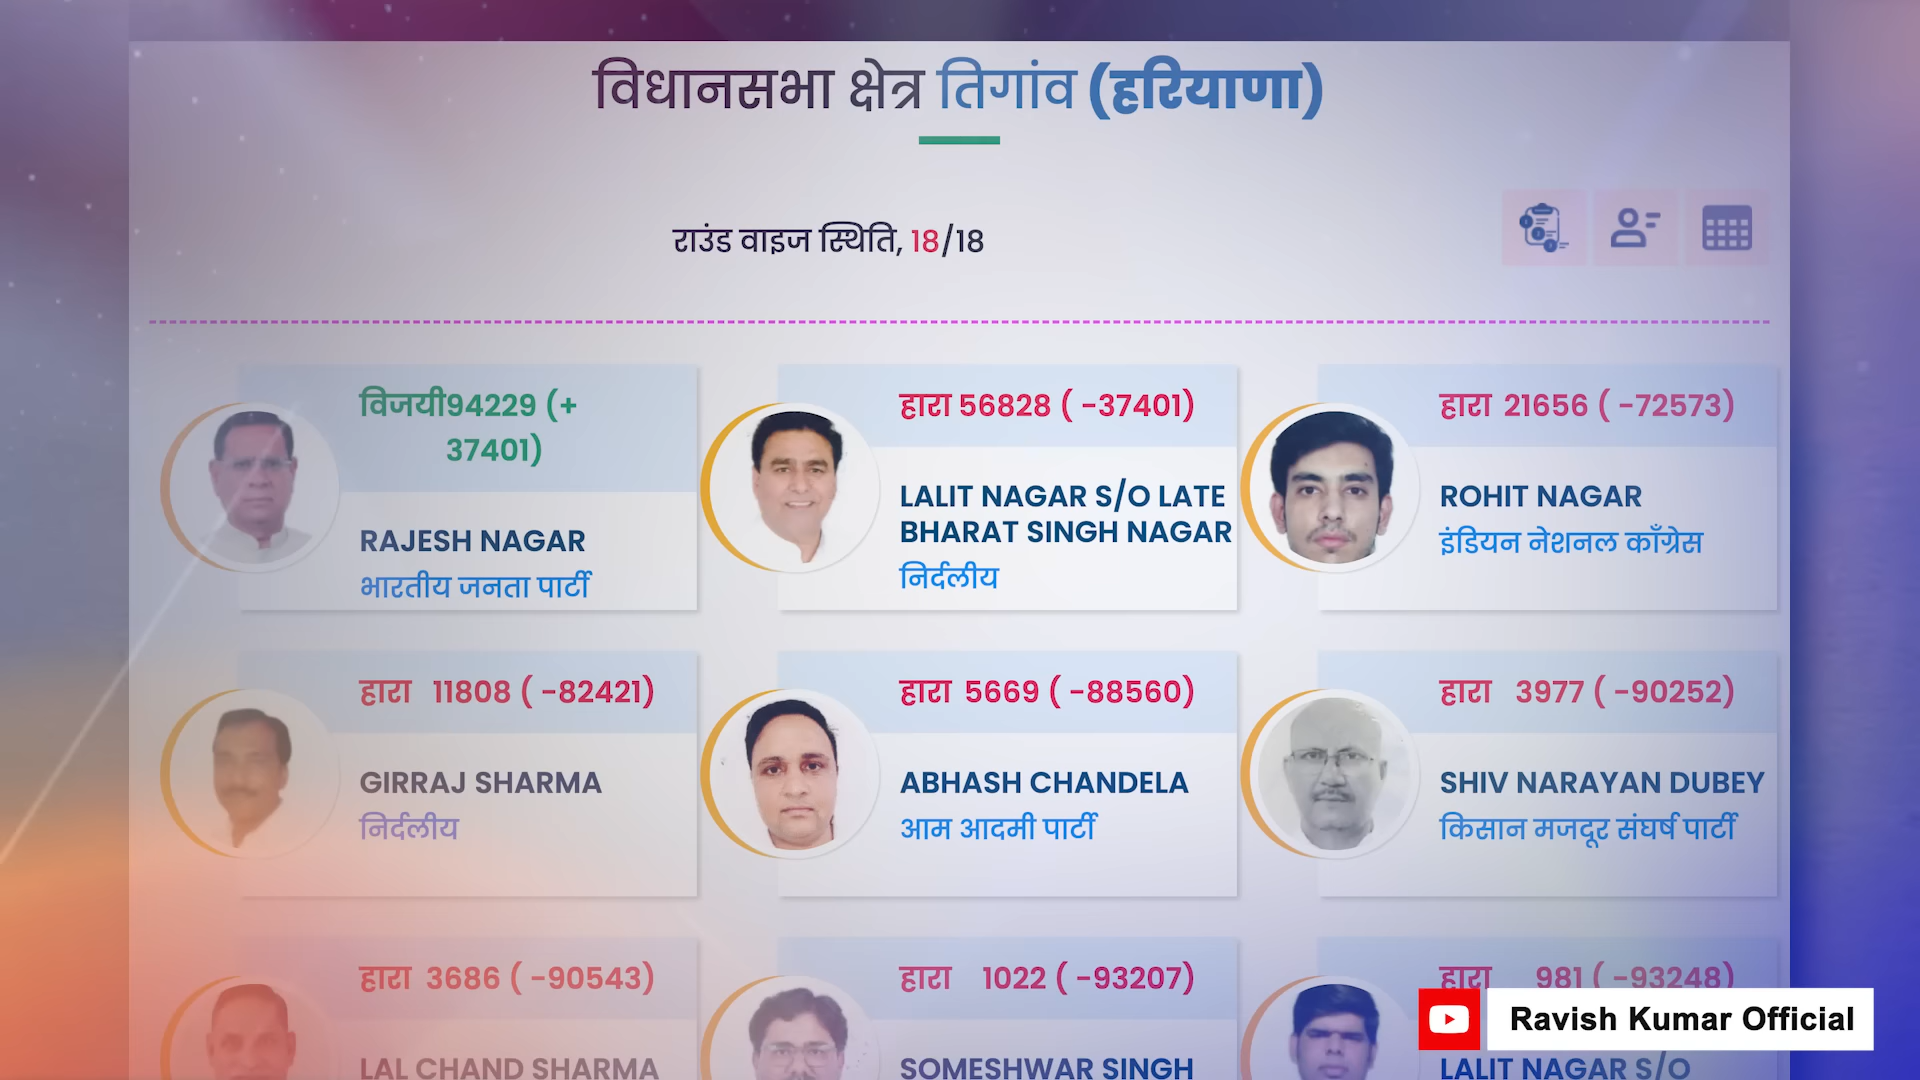 विधानसभा क्षेत्र तिगांव (हरियाणा)
राउंड वाइज स्थिति, 18/18
विजयी94229 (+
37401)
RAJESH NAGAR
भारतीय जनता पार्टी
हारा 56828 ( -37401)
LALIT NAGAR S/O LATE
BHARAT SINGH NAGAR
निर्दलीय
हारा 21656 ( -72573)
ROHIT NAGAR
इंडियन नेशनल काँग्रेस
हारा 11808 ( -82421)
GIRRAJ SHARMA
निर्दलीय
हारा 5669 ( -88560)
ABHASH CHANDELA
आम आदमी पार्टी
हारा 3977 ( -90252)
SHIV NARAYAN DUBEY
किसान मजदूर संघर्ष पार्टी
हारा 3686 ( -90543)
LAL CHAND SHARMA
हारा 1022 ( -93207)
SOMESHWAR SINGH
हारा 981 ( -93248)
LALIT NAGAR S/O
Ravish Kumar Official